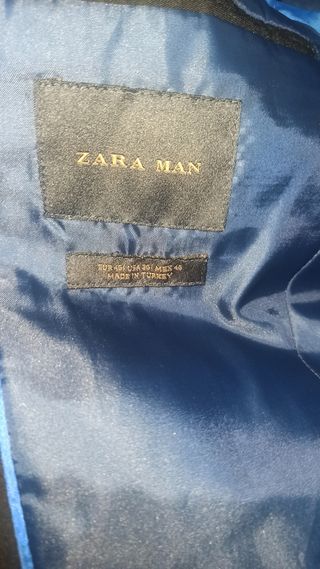 ZARA MAN
EUR 46 | USA 36 | MEX 46
MADE IN TURKEY